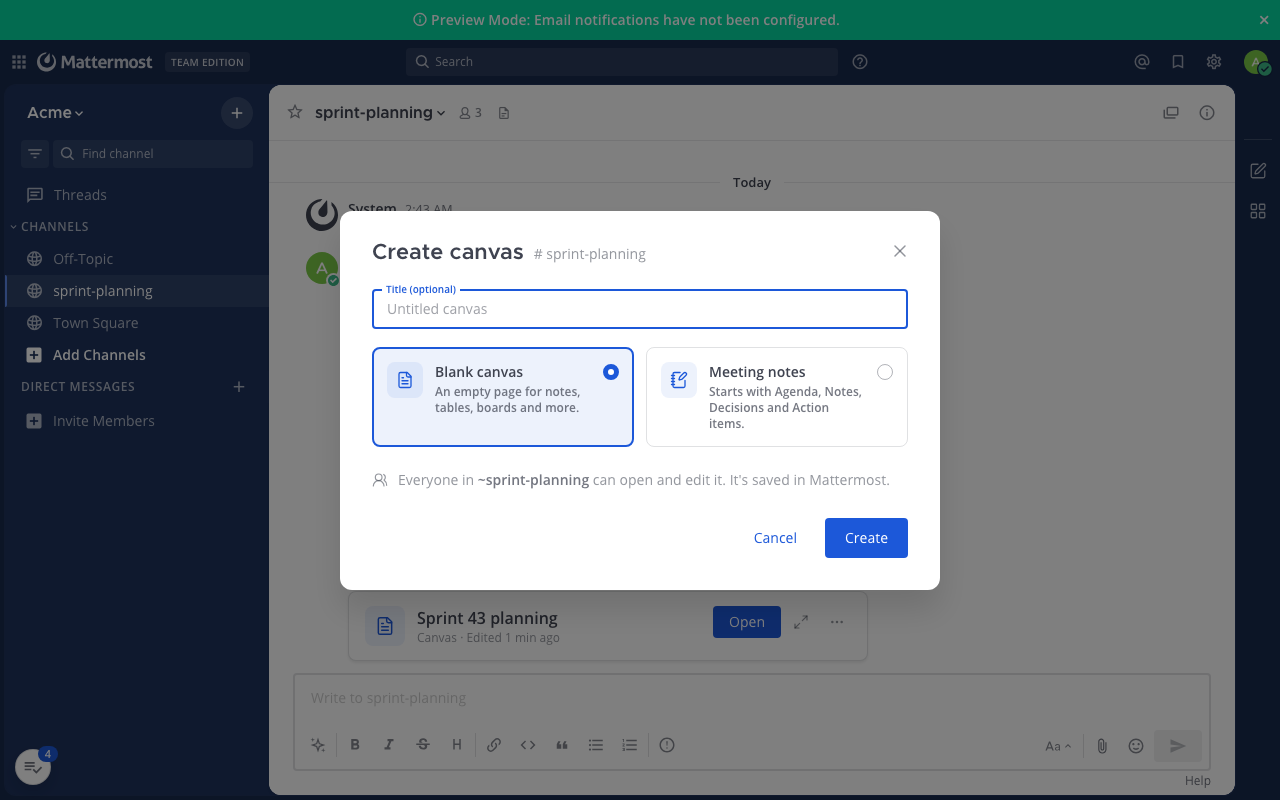 Preview Mode: Email notifications have not been configured.
Mattermost
TEAM EDITION
Search
A
Acme
sprint-planning
3
Find channel
Threads
Today
CHANNELS
System 2:43 AM
Off-Topic
A
sprint-planning
Town Square
Add Channels
DIRECT MESSAGES
Invite Members
Create canvas
# sprint-planning
Title (optional)
Untitled canvas
Blank canvas
An empty page for notes,
tables, boards and more.
Meeting notes
Starts with Agenda, Notes,
Decisions and Action
items.
Everyone in ~sprint-planning can open and edit it. It's saved in Mattermost.
Cancel
Create
Sprint 43 planning
Canvas · Edited 1 min ago
Open
Write to sprint-planning
B I S H
Aa
4
Help